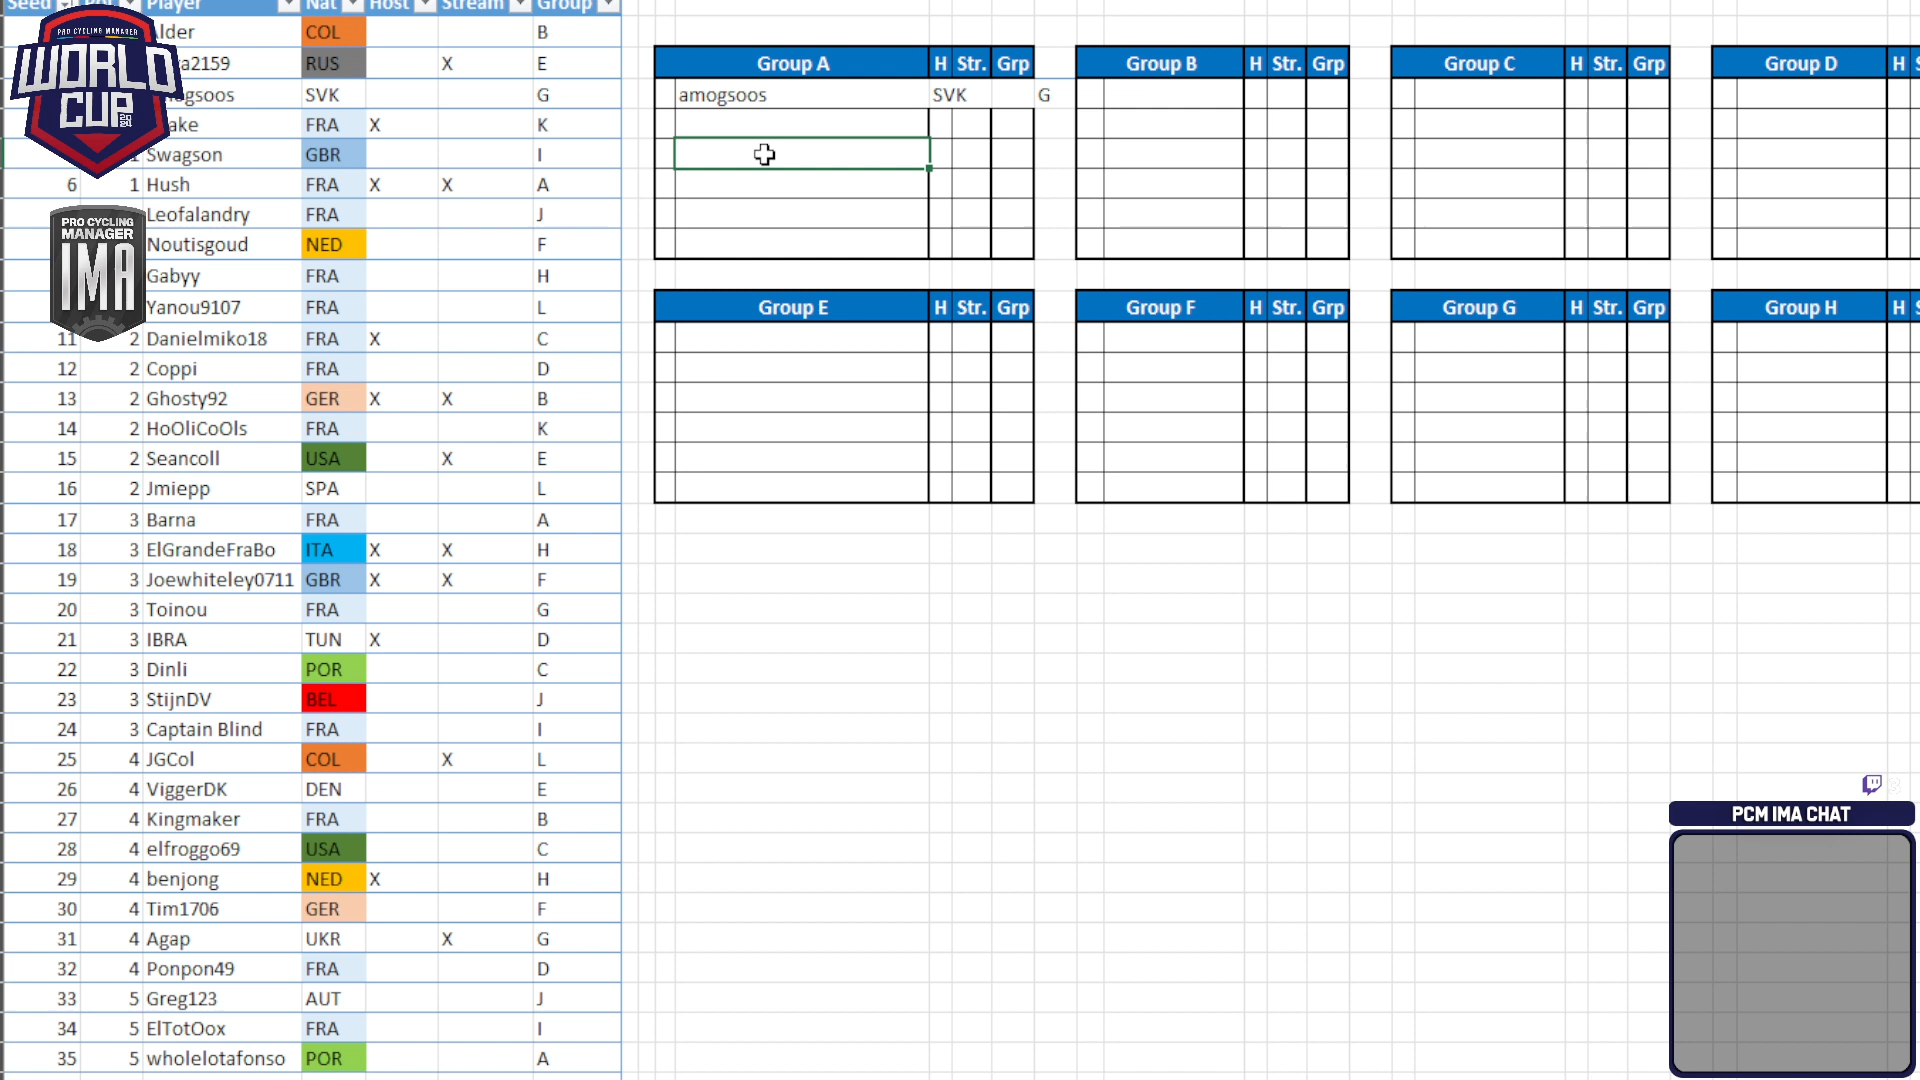 Seed Player Nat Host Stream Group
PRO CYCLING MANAGER
WORLD
CUP
2024
Alder COL B
a2159 RUS X E
amogsoos SVK G
ake FRA X K
1 Swagson GBR I
6 1 Hush FRA X X A
Leofalandry FRA J
Noutisgoud NED F
Gabyy FRA H
Yanou9107 FRA L
PRO CYCLING
MANAGER
IMA
11 2 Danielmiko18 FRA X C
12 2 Coppi FRA D
13 2 Ghosty92 GER X X B
14 2 HoOliCoOls FRA K
15 2 Seancoll USA X E
16 2 Jmiepp SPA L
17 3 Barna FRA A
18 3 ElGrandeFraBo ITA X X H
19 3 Joewhiteley0711 GBR X X F
20 3 Toinou FRA G
21 3 IBRA TUN X D
22 3 Dinli POR C
23 3 StijnDV BEL J
24 3 Captain Blind FRA I
25 4 JGCol COL X L
26 4 ViggerDK DEN E
27 4 Kingmaker FRA B
28 4 elfroggo69 USA C
29 4 benjong NED X H
30 4 Tim1706 GER F
31 4 Agap UKR X G
32 4 Ponpon49 FRA D
33 5 Greg123 AUT J
34 5 ElTotOox FRA I
35 5 wholelotafonso POR A
Group A H Str. Grp Group B H Str. Grp Group C H Str. Grp Group D H S
amogsoos SVK G
Group E H Str. Grp Group F H Str. Grp Group G H Str. Grp Group H H S
PCM IMA CHAT